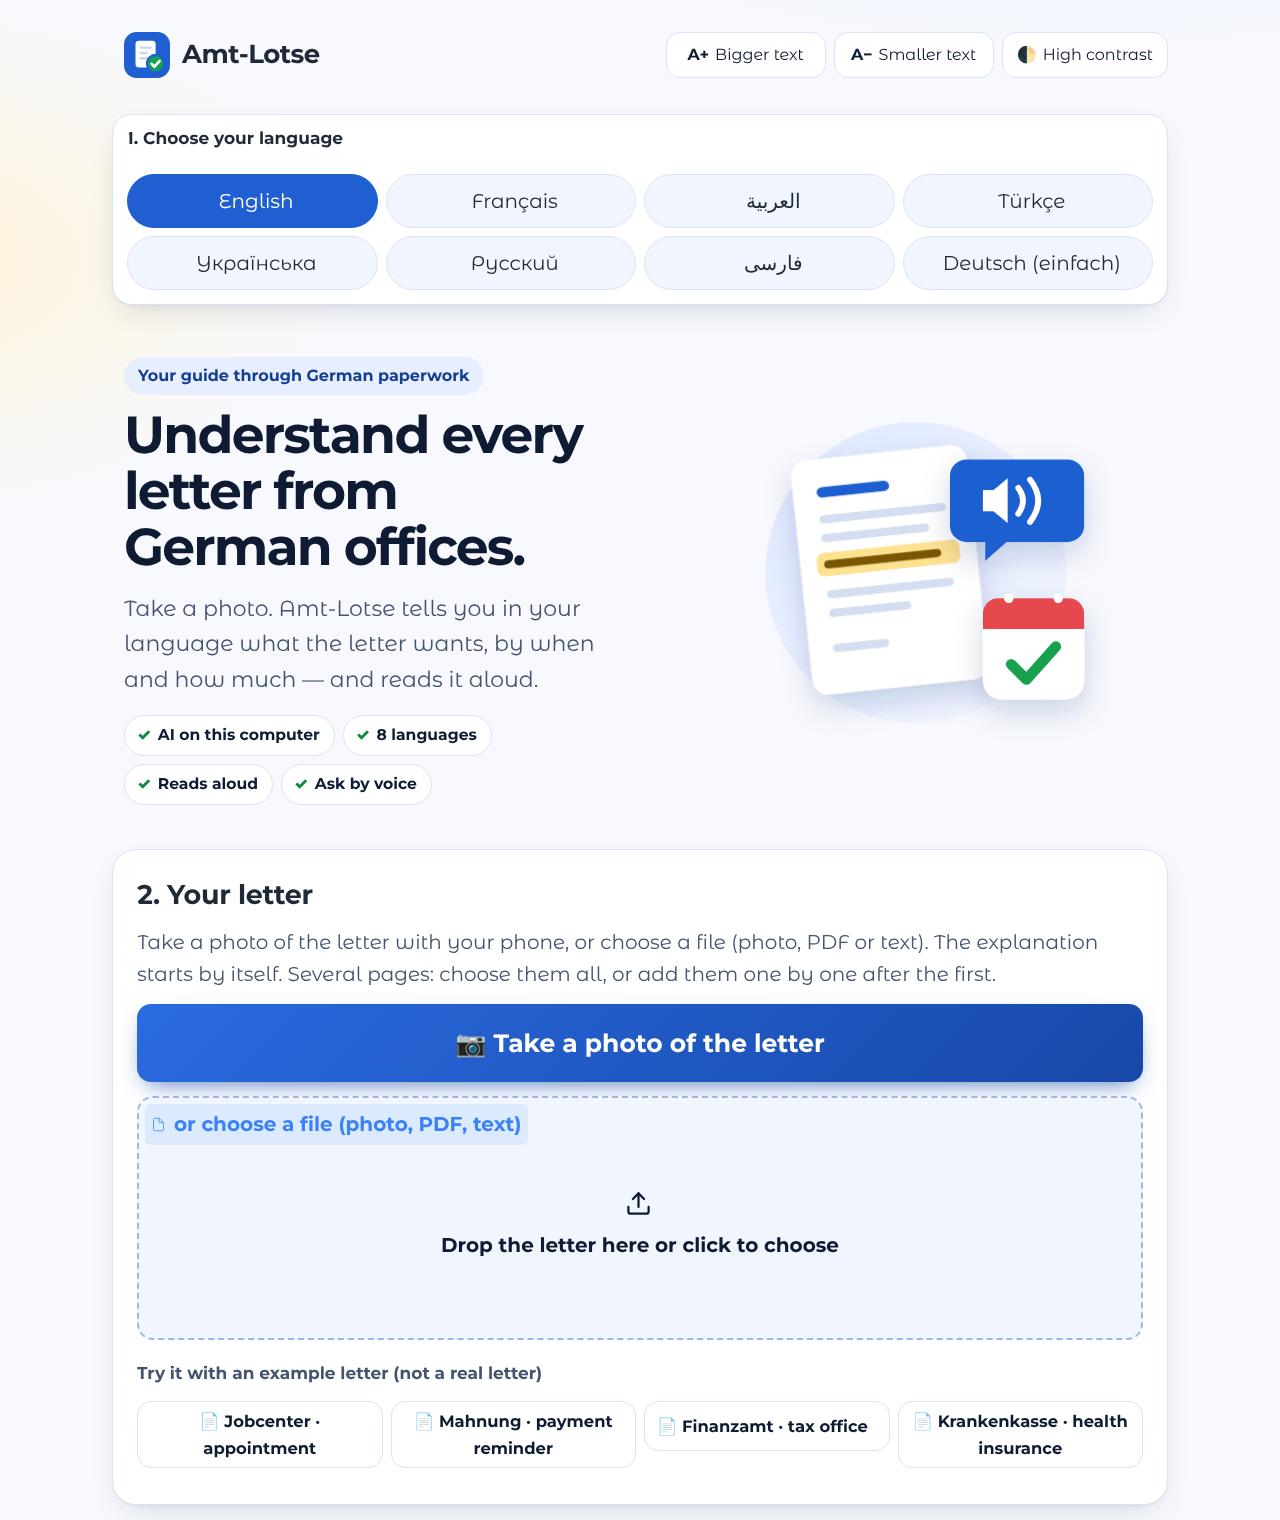 Amt-Lotse
A+ Bigger text
A− Smaller text
High contrast
1. Choose your language
English
Français
العربية
Türkçe
Українська
Русский
فارسی
Deutsch (einfach)
Your guide through German paperwork
Understand every
letter from
German offices.
Take a photo. Amt-Lotse tells you in your
language what the letter wants, by when
and how much — and reads it aloud.
✓ AI on this computer
✓ 8 languages
✓ Reads aloud
✓ Ask by voice
2. Your letter
Take a photo of the letter with your phone, or choose a file (photo, PDF or text). The explanation
starts by itself. Several pages: choose them all, or add them one by one after the first.
Take a photo of the letter
or choose a file (photo, PDF, text)
Drop the letter here or click to choose
Try it with an example letter (not a real letter)
Jobcenter ·
appointment
Mahnung · payment
reminder
Finanzamt · tax office
Krankenkasse · health
insurance